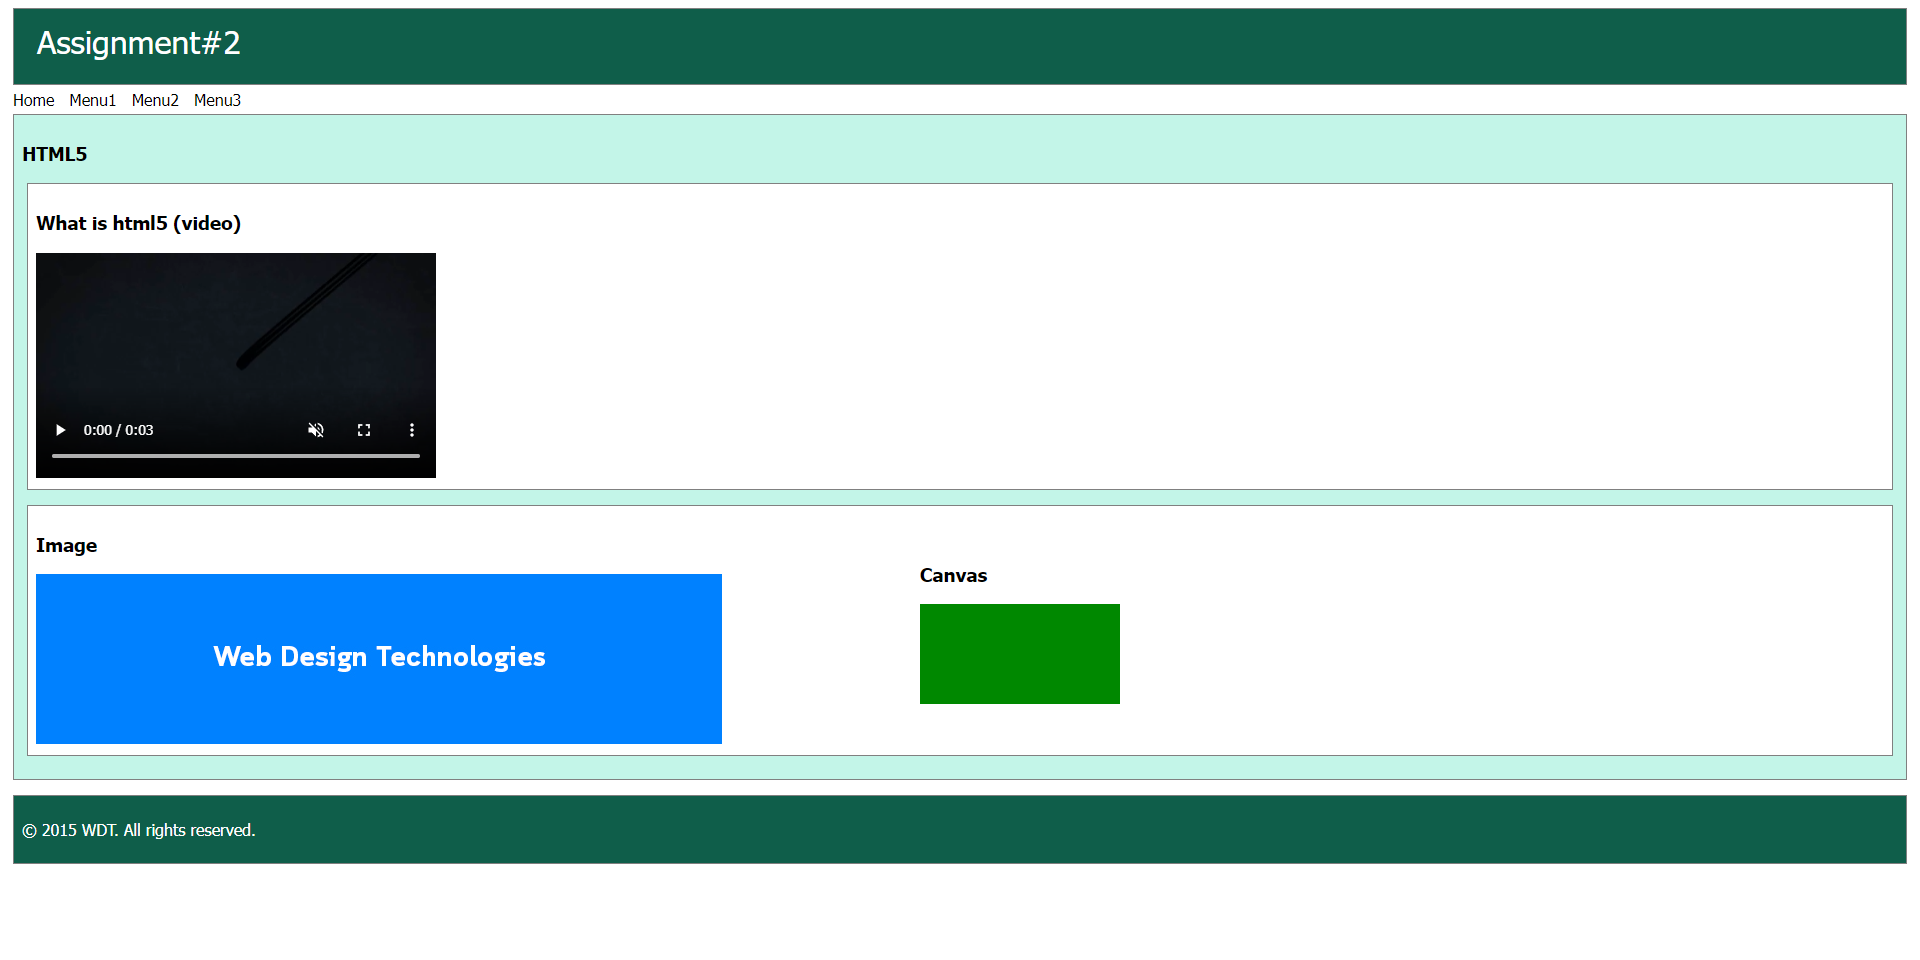 Assignment#2
Home Menu1 Menu2 Menu3
HTML5
What is html5 (video)
0:00 / 0:03
Image
Web Design Technologies
Canvas
© 2015 WDT. All rights reserved.